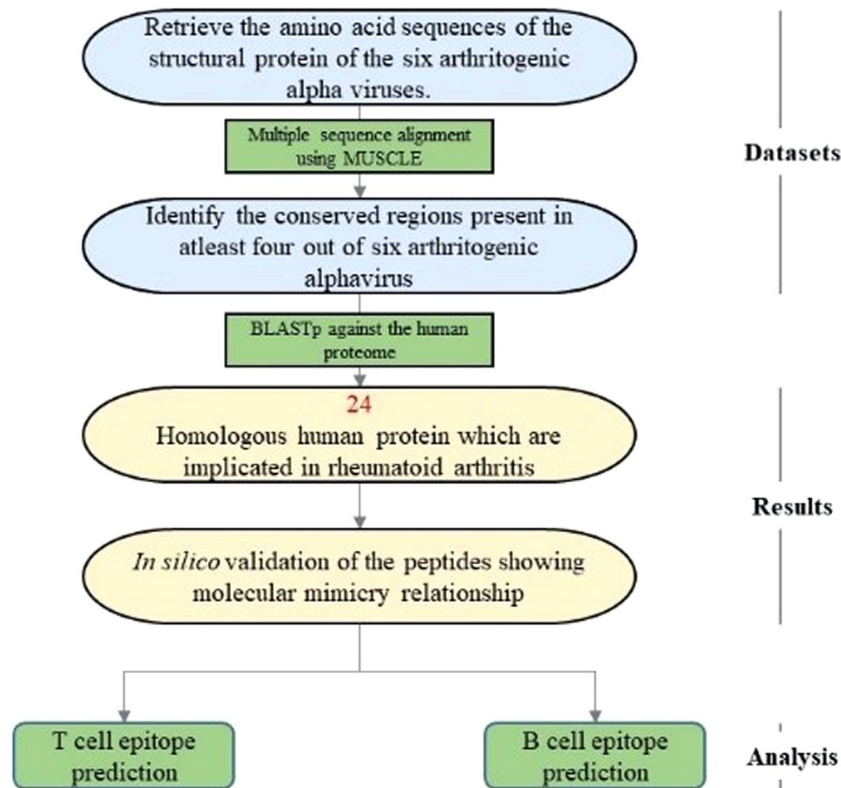 Retrieve the amino acid sequences of the
structural protein of the six arthritogenic
alpha viruses.
Multiple sequence alignment
using MUSCLE
Datasets
Identify the conserved regions present in
atleast four out of six arthritogenic
alphavirus
BLASTp against the human
proteome
24
Homologous human protein which are
implicated in rheumatoid arthritis
Results
In silico validation of the peptides showing
molecular mimicry relationship
T cell epitope
prediction
B cell epitope
prediction
Analysis